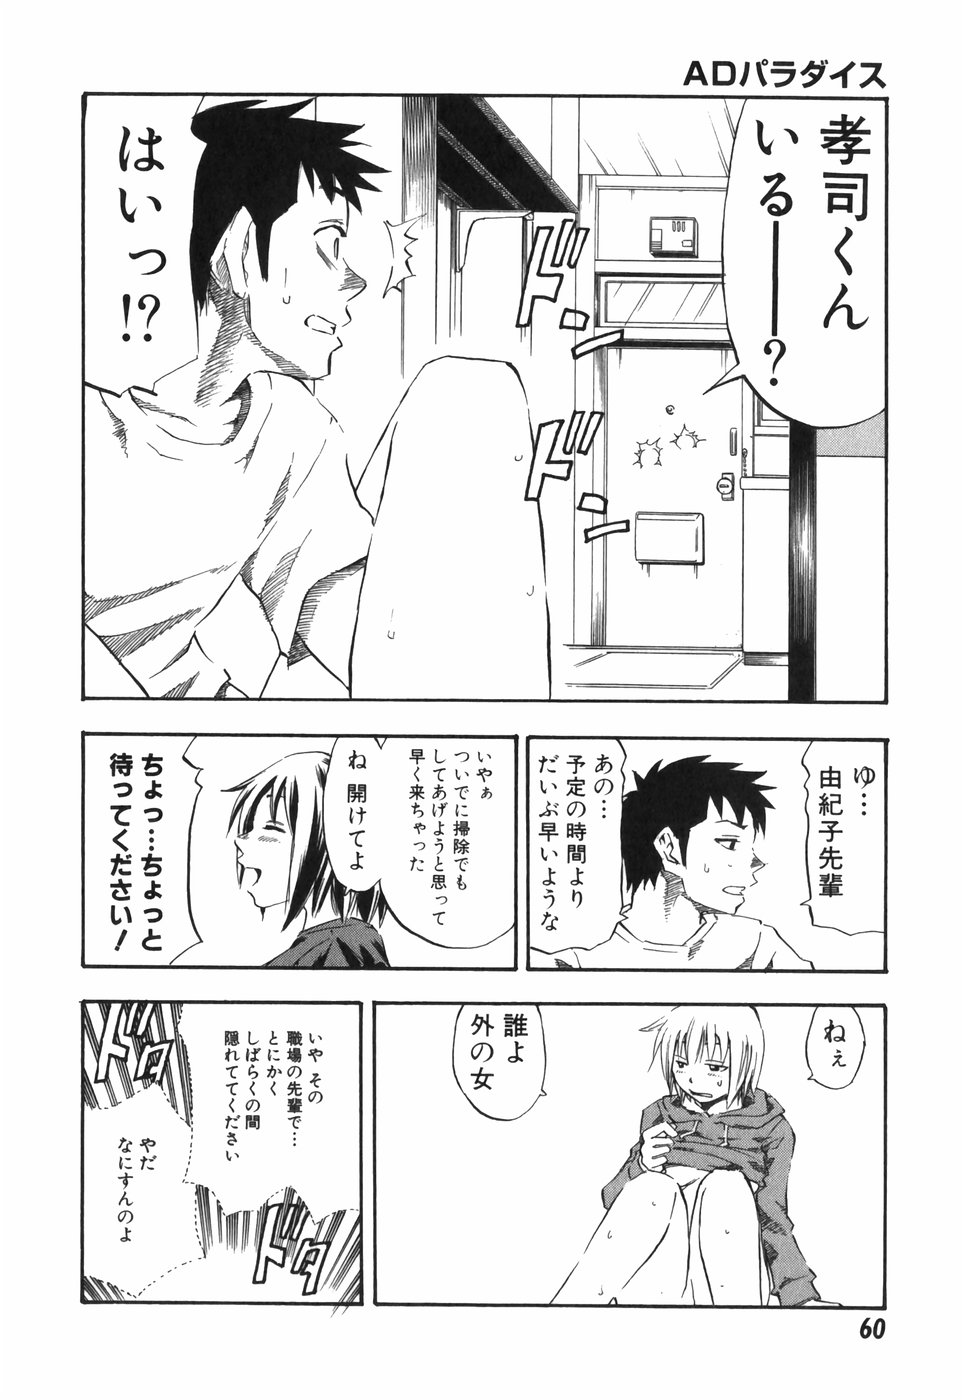 ADパラダイス
孝司くん
いるーー?
ドンドン
はいっ!?
ゆ…
由紀子先輩
あの…
予定の時間より
だいぶ早いような
いやぁ
ついでに掃除でも
してあげようと思って
早く来ちゃった
ね 開けてよ
ちょっ…ちょっと
待ってください!
ねぇ
誰よ
外の女
いや その
職場の先輩で…
とにかく
しばらくの間
隠れててください
ドタ
やだ
なにすんのよ
ドタ
60